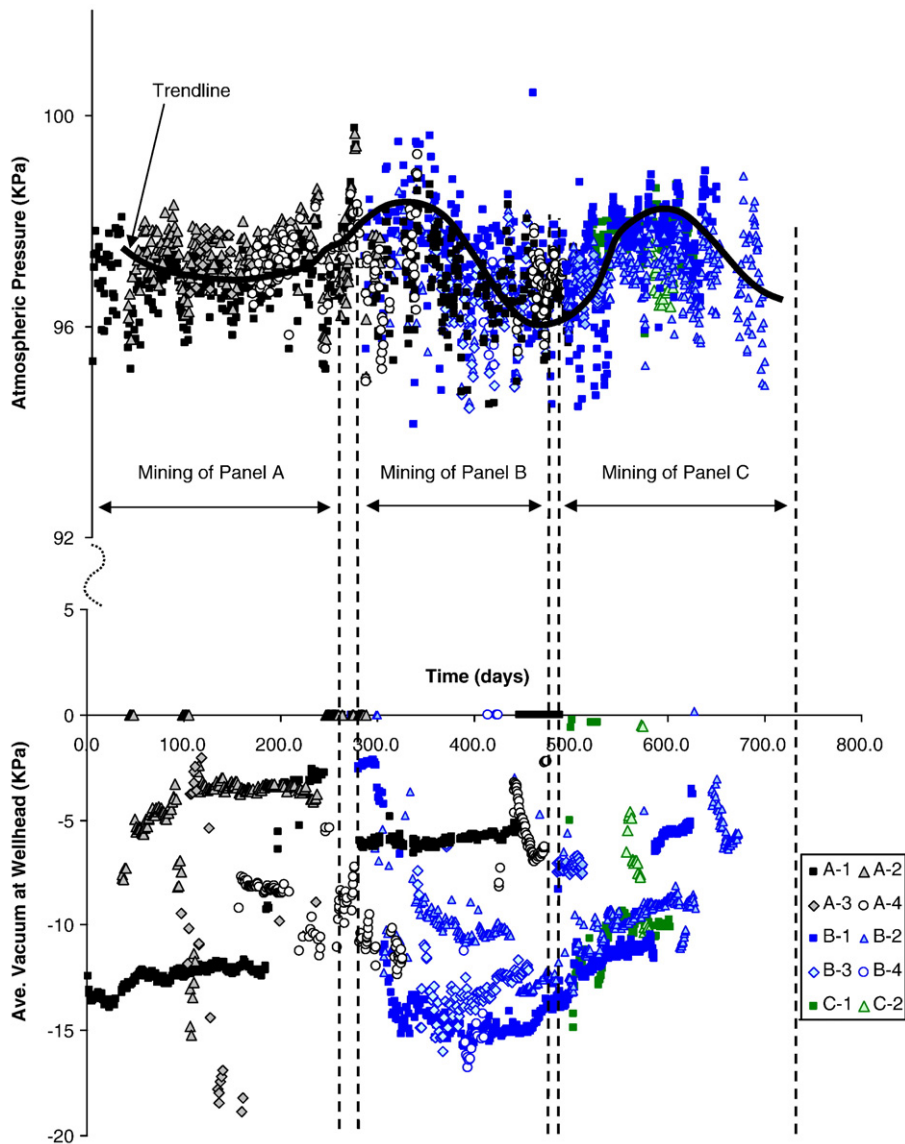 100
Trendline
Atmospheric Pressure (KPa)
96
Mining of Panel A
Mining of Panel B
Mining of Panel C
92
5
Time (days)
0
0.0
100.0
200.0
300.0
400.0
500.0
600.0
700.0
800.0
Ave. Vacuum at Wellhead (KPa)
-5
-10
-15
-20
A-1
A-2
A-3
A-4
B-1
B-2
B-3
B-4
C-1
C-2